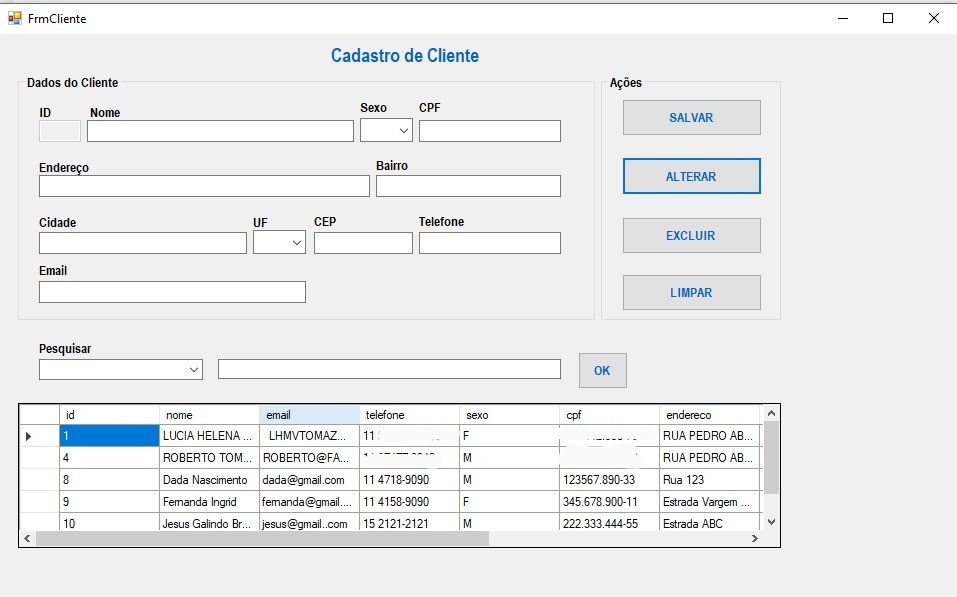 FrmCliente
Cadastro de Cliente
Dados do Cliente
ID Nome Sexo CPF
Endereço Bairro
Cidade UF CEP Telefone
Email
Ações
SALVAR
ALTERAR
EXCLUIR
LIMPAR
Pesquisar
OK
id nome email telefone sexo cpf endereco
1 LUCIA HELENA ... LHMVTOMAZ... 11 F RUA PEDRO AB...
4 ROBERTO TOM... ROBERTO@FA... M RUA PEDRO AB...
8 Dada Nascimento dada@gmail.com 11 4718-9090 M 123567.890-33 Rua 123
9 Fernanda Ingrid fernanda@gmail.... 11 4158-9090 F 345.678.900-11 Estrada Vargem ...
10 Jesus Galindo Br... jesus@gmail..com 15 2121-2121 M 222.333.444-55 Estrada ABC